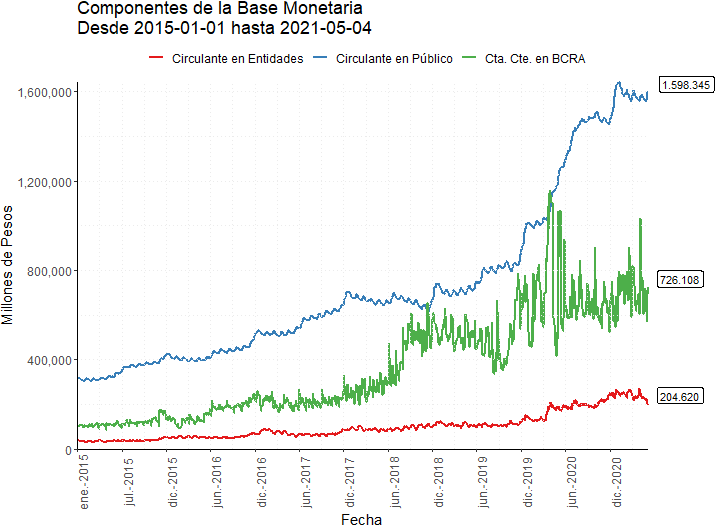 Componentes de la Base Monetaria
Desde 2015-01-01 hasta 2021-05-04
Circulante en Entidades Circulante en Público Cta. Cte. en BCRA
Millones de Pesos
1,600,000
1,200,000
800,000
400,000
0
1.598.345
726.108
204.620
ene.-2015
jul.-2015
dic.-2015
jun.-2016
dic.-2016
jun.-2017
dic.-2017
jun.-2018
dic.-2018
jun.-2019
dic.-2019
jun.-2020
dic.-2020
Fecha